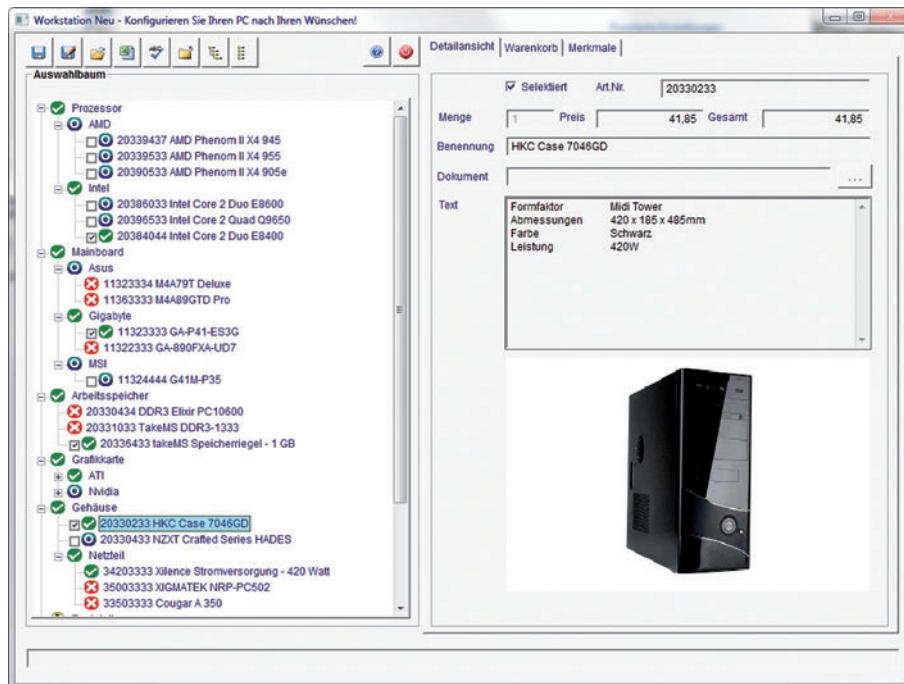 Workstation Neu - Konfigurieren Sie Ihren PC nach Ihren Wünschen!
Auswahlbaum
Prozessor
AMD
20339437 AMD Phenom II X4 945
20339533 AMD Phenom II X4 955
20390533 AMD Phenom II X4 905e
Intel
20386033 Intel Core 2 Duo E8600
20396533 Intel Core 2 Quad Q9650
20384044 Intel Core 2 Duo E8400
Mainboard
Asus
11323334 M4A79T Deluxe
11363333 M4A89GTD Pro
Gigabyte
11323333 GA-P41-ES3G
11322333 GA-890FXA-UD7
MSI
11324444 G41M-P35
Arbeitsspeicher
20330434 DDR3 Elixir PC10600
20331033 TakeMS DDR3-1333
20336433 takeMS Speicherriegel - 1 GB
Grafikkarte
ATI
Nvidia
Gehäuse
20330233 HKC Case 7046GD
20330433 NZXT Crafted Series HADES
Netzteil
34203333 Xilence Stromversorgung - 420 Watt
35003333 XIGMATEK NRP-PC502
33503333 Cougar A 350
Detailansicht Warenkorb Merkmale
Selektiert Art.Nr. 20330233
Menge 1 Preis 41,85 Gesamt 41,85
Benennung HKC Case 7046GD
Dokument ...
Text Formfaktor Midi Tower
Abmessungen 420 x 185 x 485mm
Farbe Schwarz
Leistung 420W